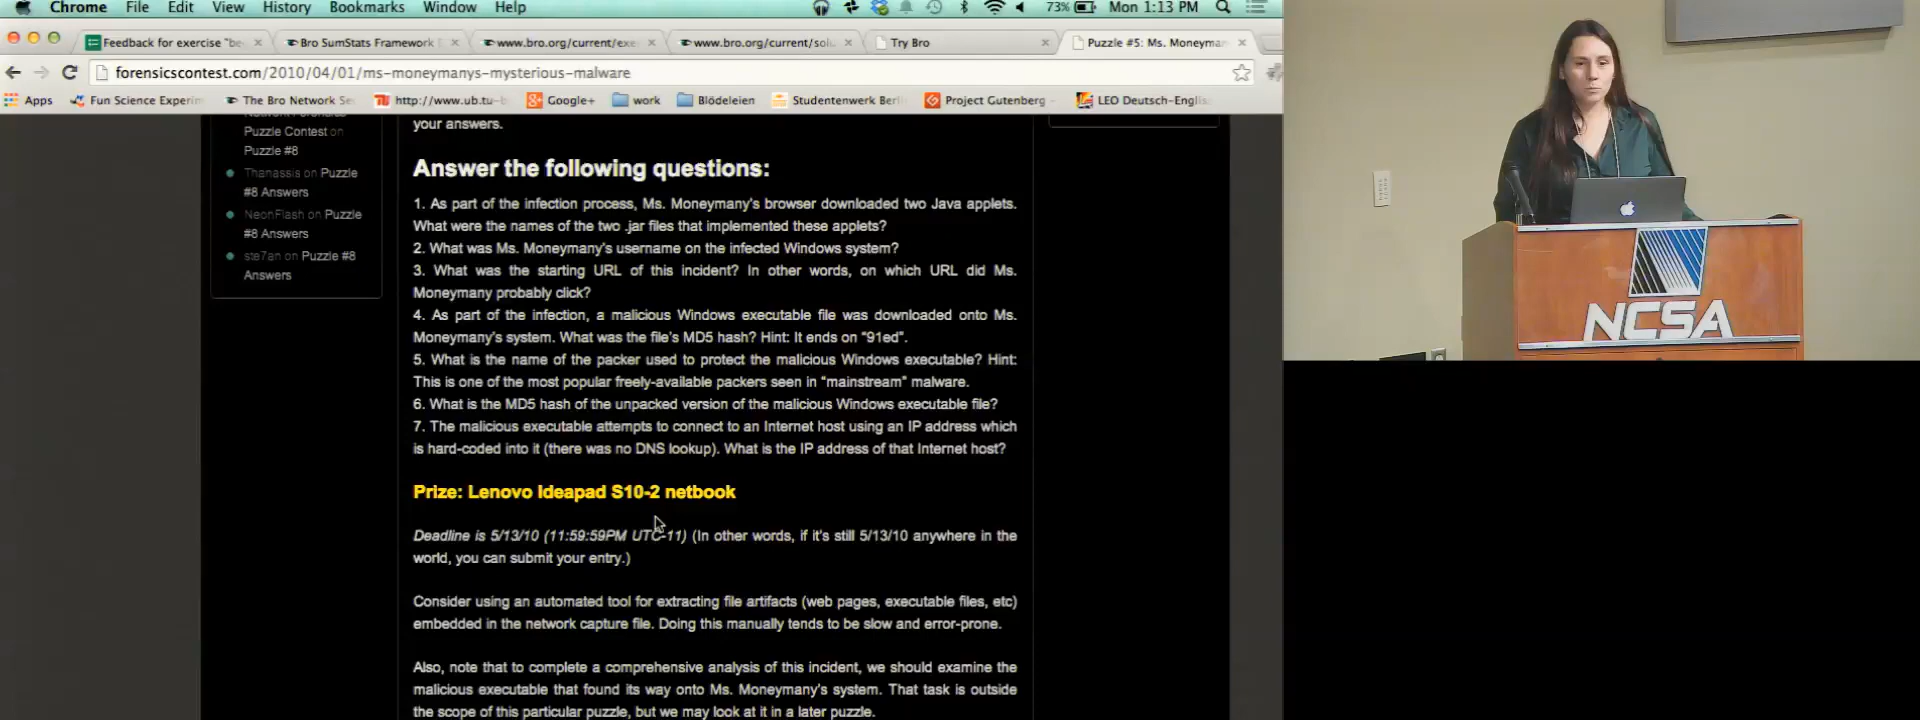 Chrome File Edit View History Bookmarks Window Help 73% Mon 1:13 PM
Feedback for exercise "be Bro SumStats Framework www.bro.org/current/exe www.bro.org/current/solu Try Bro Puzzle #5: Ms. Moneyman
forensicscontest.com/2010/04/01/ms-moneymanys-mysterious-malware
Apps Fun Science Experim The Bro Network Se http://www.ub.tu-b Google+ work Blödeleien Studentenwerk Berl Project Gutenberg - LEO Deutsch-Englis
Network Forensics
Puzzle Contest on
Puzzle #8
Thanassis on Puzzle
#8 Answers
NeonFlash on Puzzle
#8 Answers
ste7an on Puzzle #8
Answers
your answers.
Answer the following questions:
1. As part of the infection process, Ms. Moneymany's browser downloaded two Java applets.
What were the names of the two .jar files that implemented these applets?
2. What was Ms. Moneymany's username on the infected Windows system?
3. What was the starting URL of this incident? In other words, on which URL did Ms.
Moneymany probably click?
4. As part of the infection, a malicious Windows executable file was downloaded onto Ms.
Moneymany's system. What was the file's MD5 hash? Hint: It ends on "91ed".
5. What is the name of the packer used to protect the malicious Windows executable? Hint:
This is one of the most popular freely-available packers seen in "mainstream" malware.
6. What is the MD5 hash of the unpacked version of the malicious Windows executable file?
7. The malicious executable attempts to connect to an Internet host using an IP address which
is hard-coded into it (there was no DNS lookup). What is the IP address of that Internet host?
Prize: Lenovo Ideapad S10-2 netbook
Deadline is 5/13/10 (11:59:59PM UTC-11) (In other words, if it's still 5/13/10 anywhere in the
world, you can submit your entry.)
Consider using an automated tool for extracting file artifacts (web pages, executable files, etc)
embedded in the network capture file. Doing this manually tends to be slow and error-prone.
Also, note that to complete a comprehensive analysis of this incident, we should examine the
malicious executable that found its way onto Ms. Moneymany's system. That task is outside
the scope of this particular puzzle, but we may look at it in a later puzzle.
NCSA